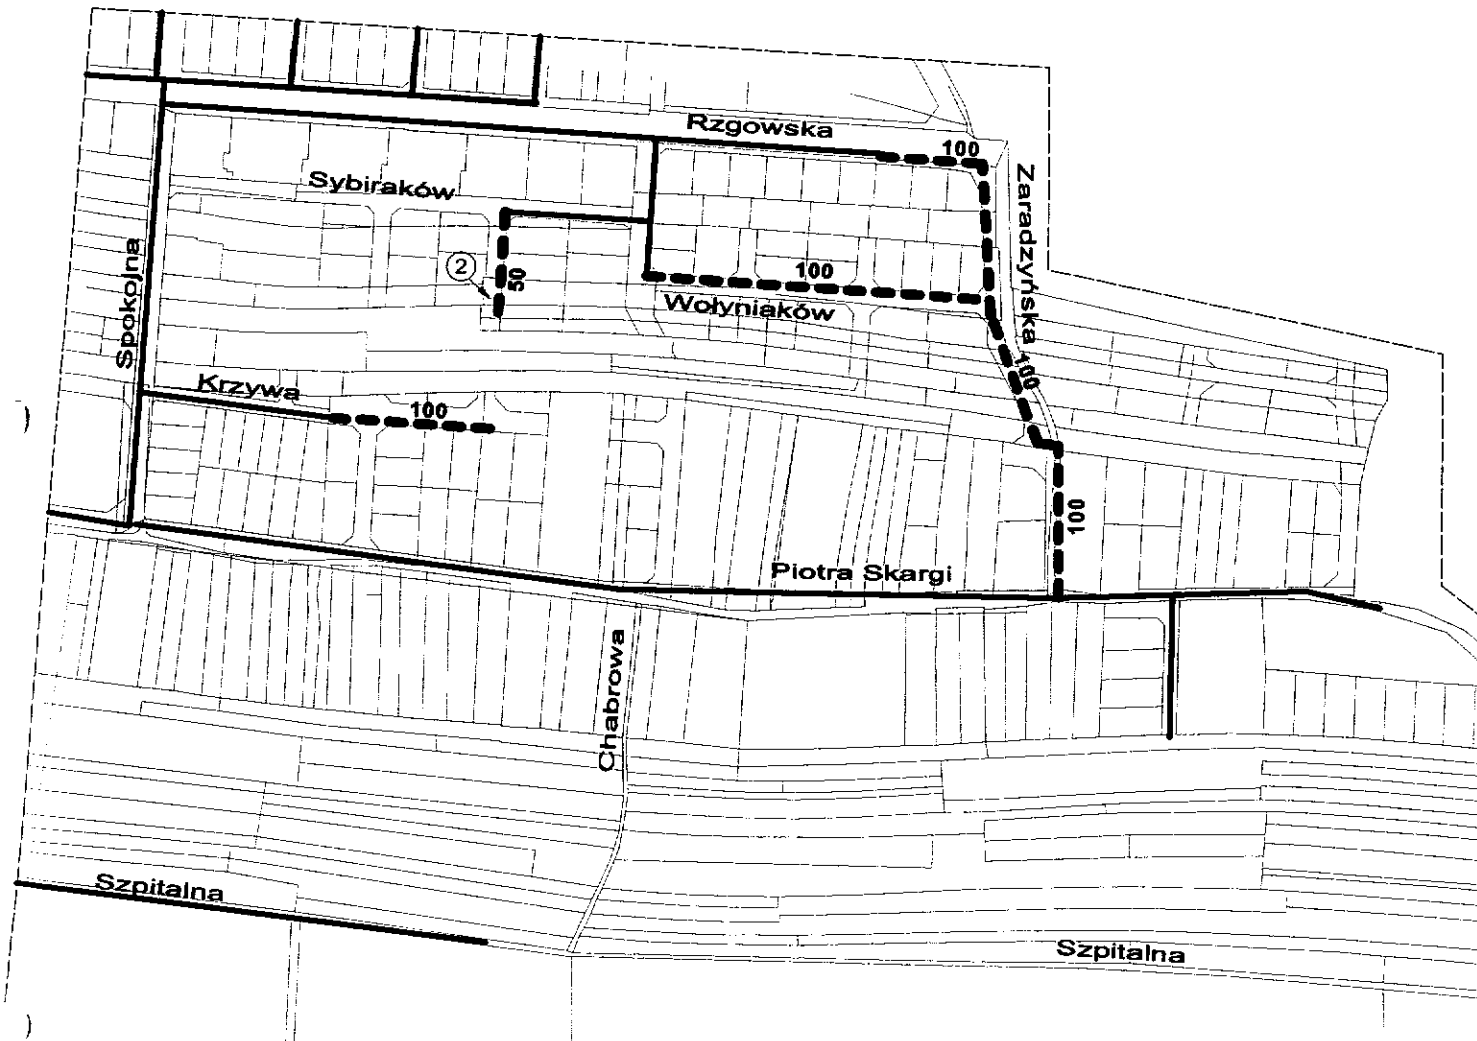 Rzgowska
100
Zaradzyńska
Sybiraków
Spokojna
2
50
100
Wołyniaków
100
Krzywa
100
100
Piotra Skargi
Chabrowa
Szpitalna
Szpitalna
)
)